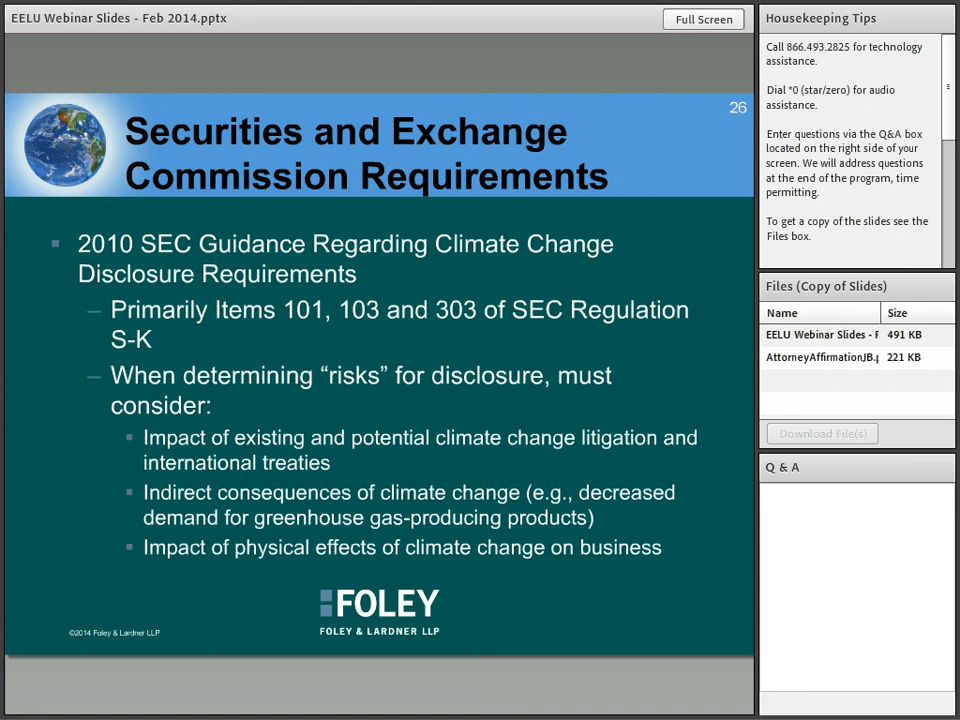 EELU Webinar Slides - Feb 2014.pptx
Full Screen
26
Securities and Exchange
Commission Requirements
▪ 2010 SEC Guidance Regarding Climate Change
Disclosure Requirements
– Primarily Items 101, 103 and 303 of SEC Regulation
S-K
– When determining “risks” for disclosure, must
consider:
▪ Impact of existing and potential climate change litigation and
international treaties
▪ Indirect consequences of climate change (e.g., decreased
demand for greenhouse gas-producing products)
▪ Impact of physical effects of climate change on business
FOLEY
FOLEY & LARDNER LLP
©2014 Foley & Lardner LLP
Housekeeping Tips
Call 866.493.2825 for technology
assistance.
Dial *0 (star/zero) for audio
assistance.
Enter questions via the Q&A box
located on the right side of your
screen. We will address questions
at the end of the program, time
permitting.
To get a copy of the slides see the
Files box.
Files (Copy of Slides)
Name Size
EELU Webinar Slides - F 491 KB
AttorneyAffirmationJB.p 221 KB
Download File(s)
Q & A